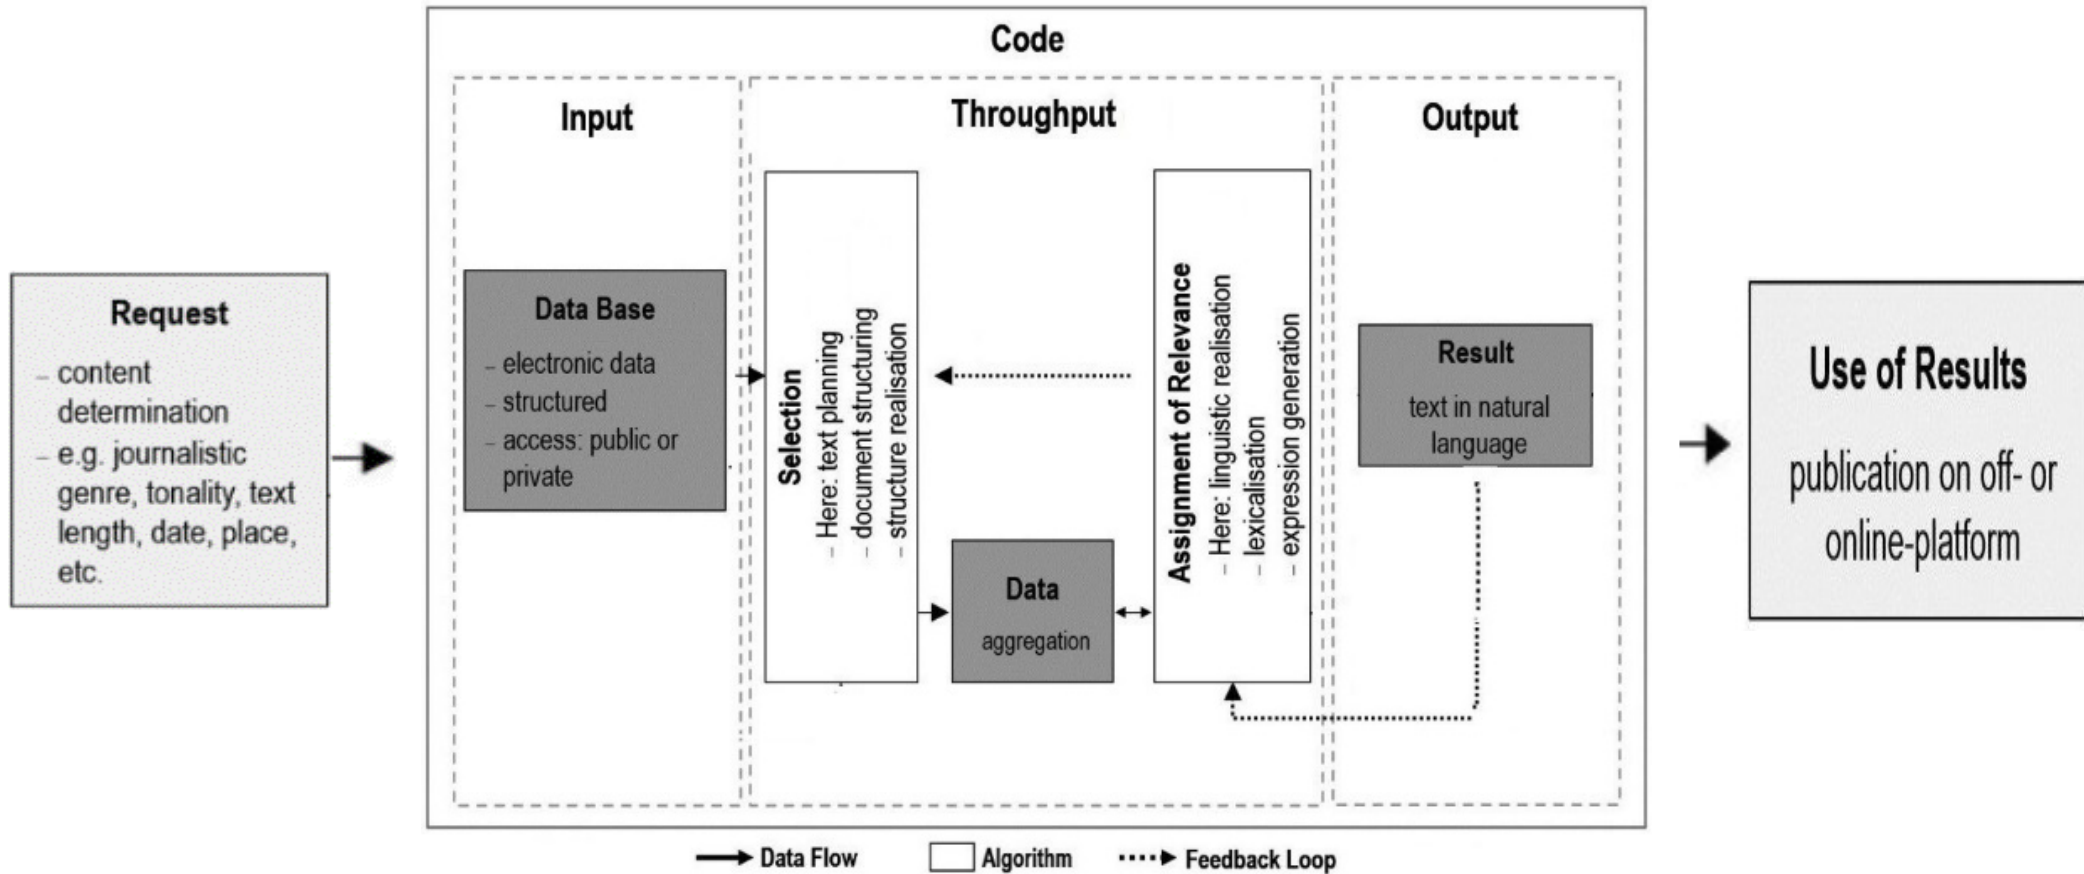 Code
Input
Throughput
Output
Request
– content
determination
– e.g. journalistic
genre, tonality, text
length, date, place,
etc.
Data Base
– electronic data
– structured
– access: public or
private
Selection
– Here: text planning
– document structuring
– structure realisation
Data
aggregation
Assignment of Relevance
– Here: linguistic realisation
– lexicalisation
– expression generation
Result
text in natural
language
Use of Results
publication on off- or
online-platform
Data Flow
Algorithm
Feedback Loop